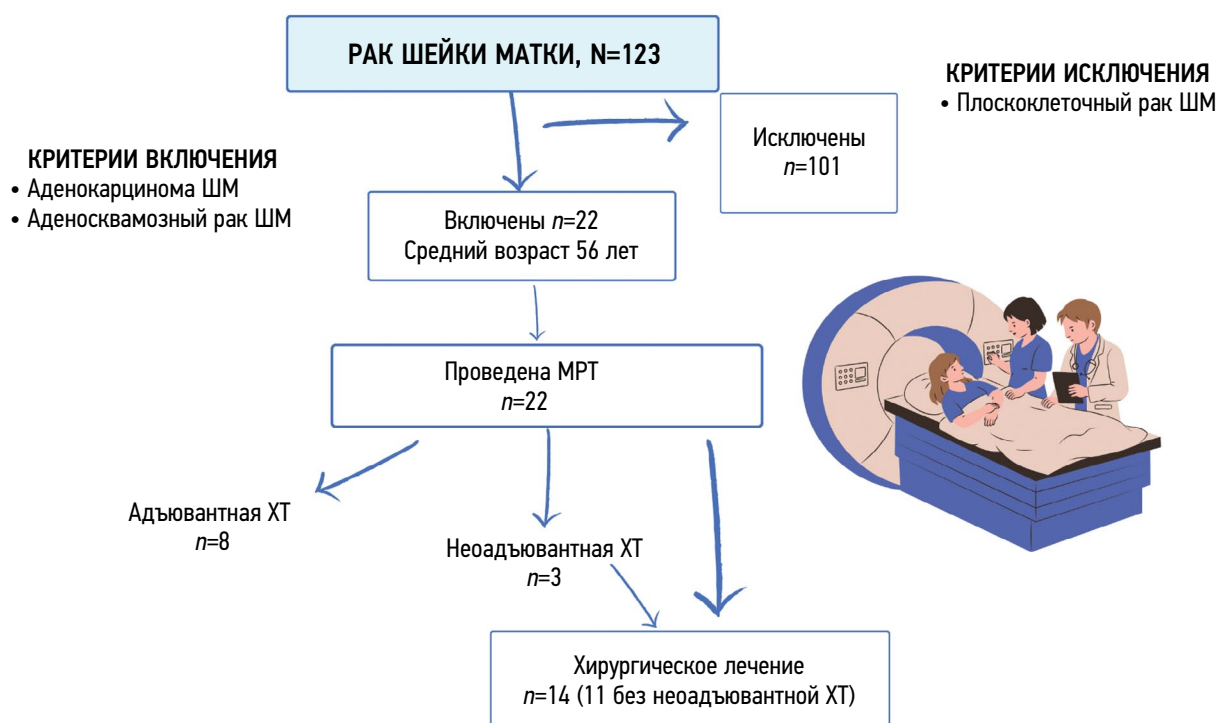 РАК ШЕЙКИ МАТКИ, N=123
КРИТЕРИИ ИСКЛЮЧЕНИЯ
• Плоскоклеточный рак ШМ
Исключены
n=101
КРИТЕРИИ ВКЛЮЧЕНИЯ
• Аденокарцинома ШМ
• Аденосквамозный рак ШМ
Включены n=22
Средний возраст 56 лет
Проведена МРТ
n=22
Адъювантная ХТ
n=8
Неоадъювантная ХТ
n=3
Хирургическое лечение
n=14 (11 без неоадъювантной ХТ)